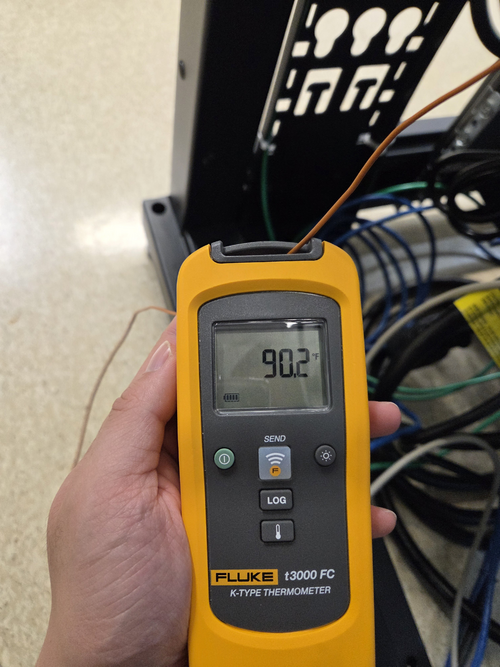 90.2 °F
SEND
F
LOG
FLUKE t3000 FC
K-TYPE THERMOMETER